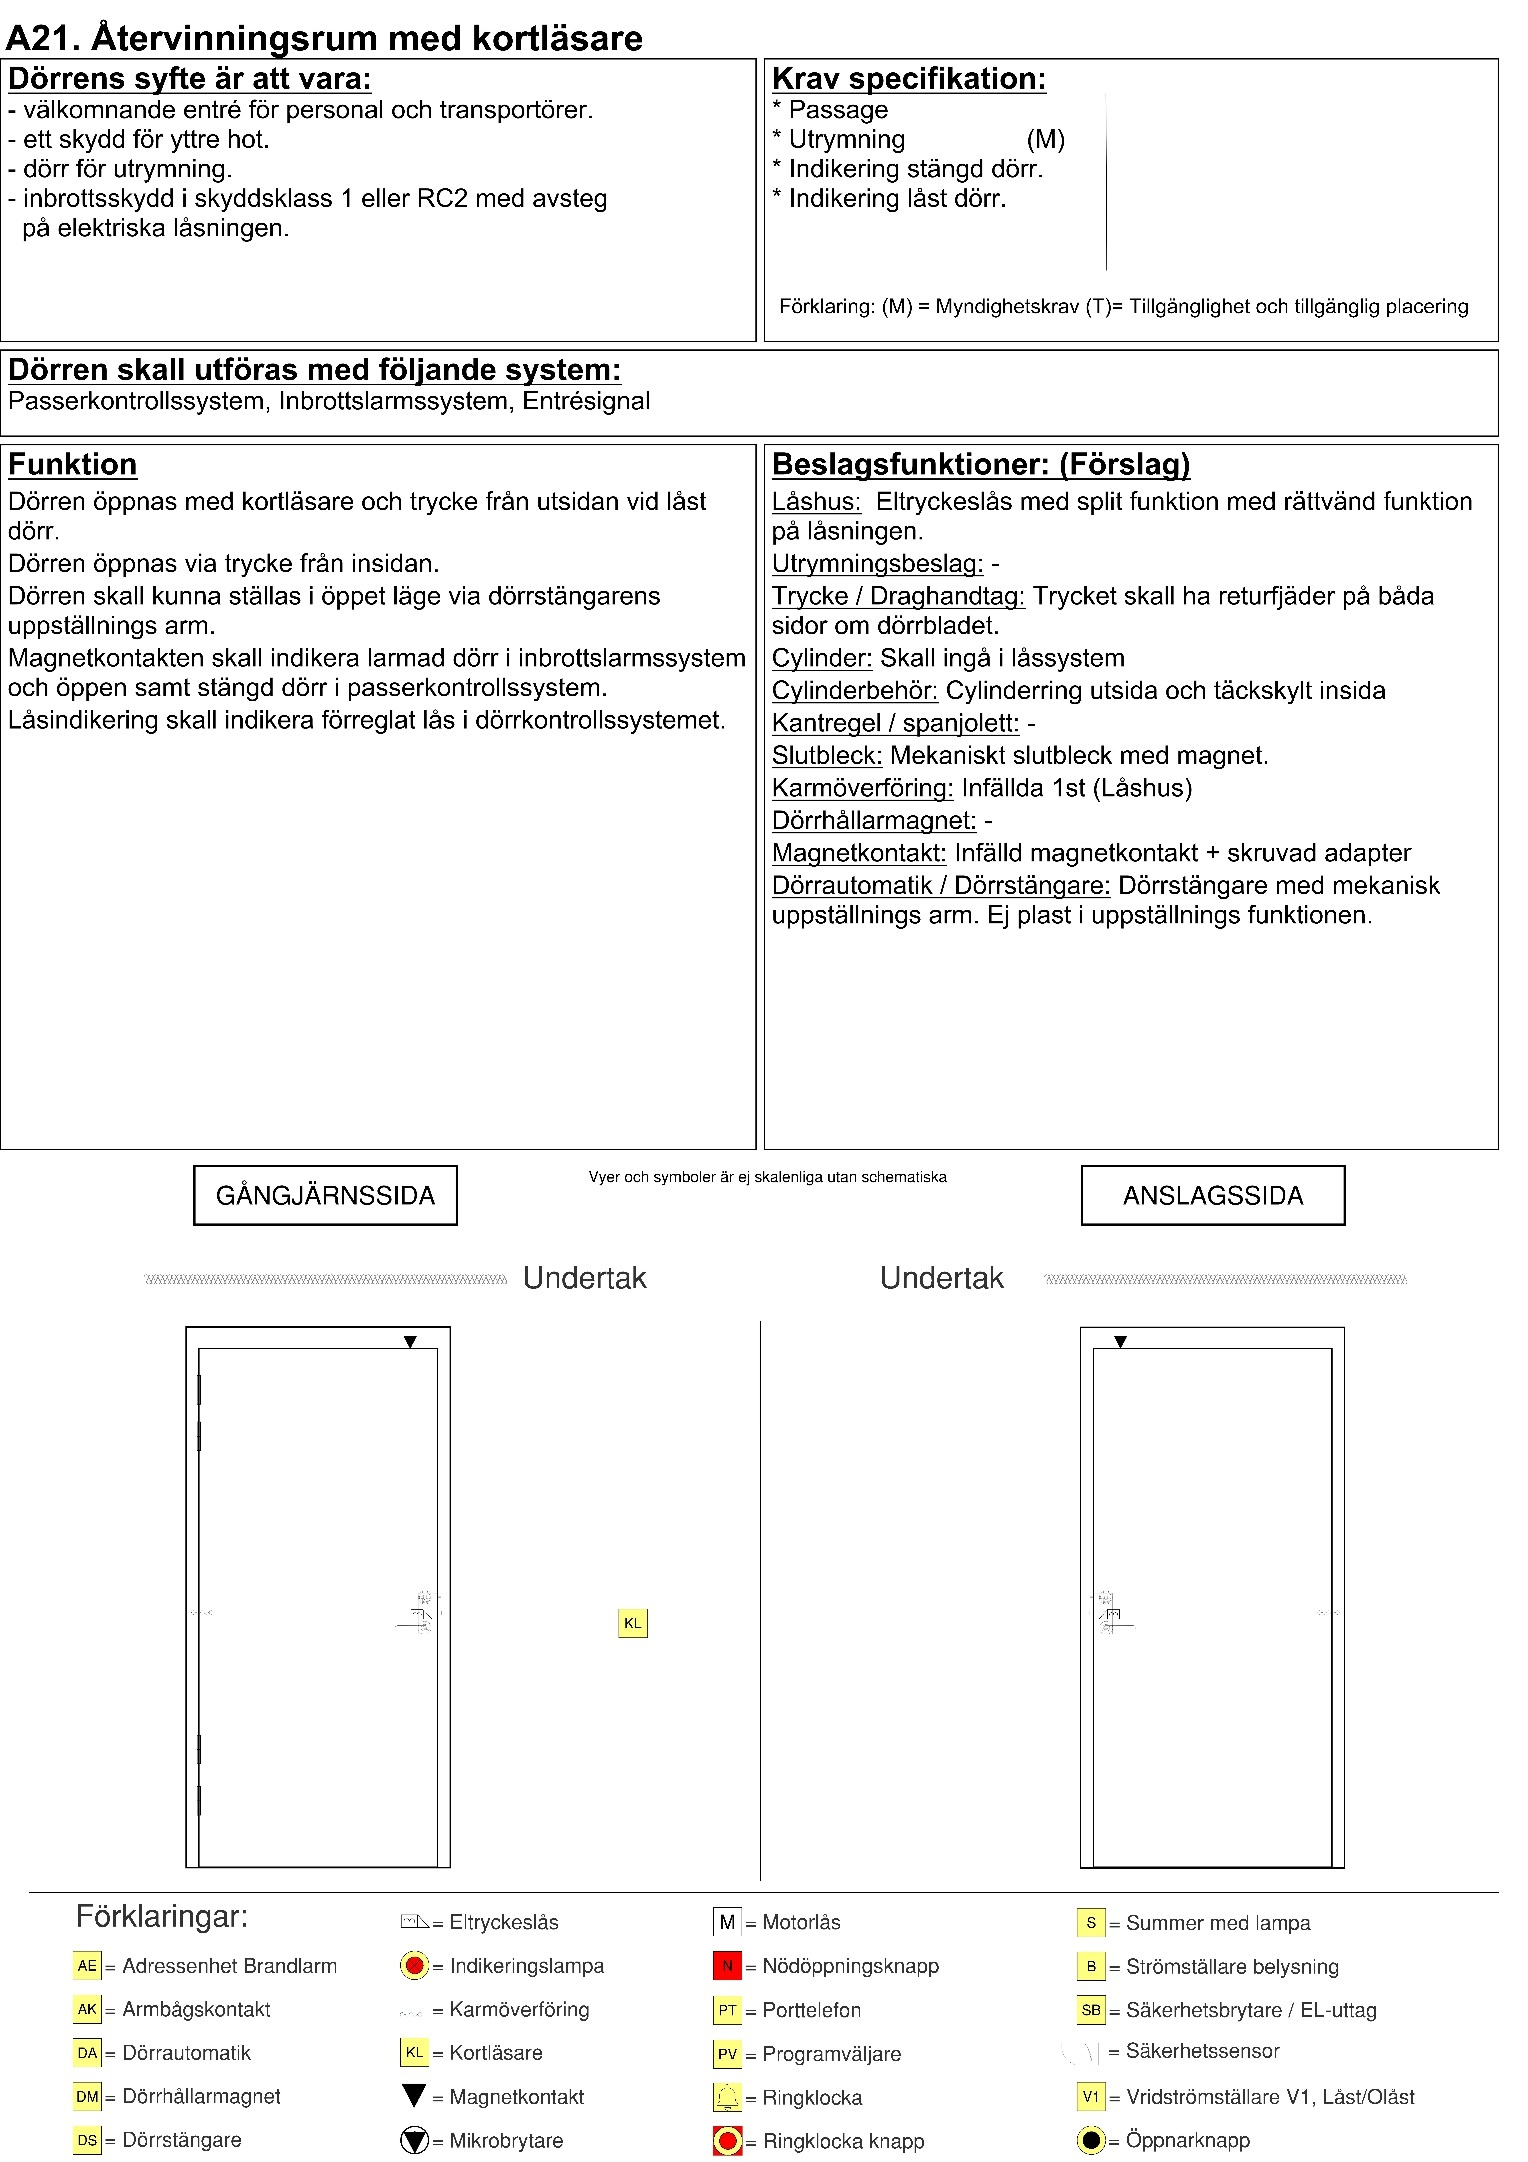 A21. Återvinningsrum med kortläsare
Dörrens syfte är att vara:
- välkomnande entré för personal och transportörer.
- ett skydd för yttre hot.
- dörr för utrymning.
- inbrottsskydd i skyddsklass 1 eller RC2 med avsteg
på elektriska låsningen.
Krav specifikation:
* Passage
* Utrymning (M)
* Indikering stängd dörr.
* Indikering låst dörr.
Förklaring: (M) = Myndighetskrav (T)= Tillgänglighet och tillgänglig placering
Dörren skall utföras med följande system:
Passerkontrollssystem, Inbrottslarmssystem, Entrésignal
Funktion
Dörren öppnas med kortläsare och trycke från utsidan vid låst
dörr.
Dörren öppnas via trycke från insidan.
Dörren skall kunna ställas i öppet läge via dörrstängarens
uppställnings arm.
Magnetkontakten skall indikera larmad dörr i inbrottslarmssystem
och öppen samt stängd dörr i passerkontrollssystem.
Låsindikering skall indikera förreglat lås i dörrkontrollssystemet.
Beslagsfunktioner: (Förslag)
Låshus: Eltryckeslås med split funktion med rättvänd funktion
på låsningen.
Utrymningsbeslag: -
Trycke / Draghandtag: Trycket skall ha returfjäder på båda
sidor om dörrbladet.
Cylinder: Skall ingå i låssystem
Cylinderbehör: Cylinderring utsida och täckskylt insida
Kantregel / spanjolett: -
Slutbleck: Mekaniskt slutbleck med magnet.
Karmöverföring: Infällda 1st (Låshus)
Dörrhållarmagnet: -
Magnetkontakt: Infälld magnetkontakt + skruvad adapter
Dörrautomatik / Dörrstängare: Dörrstängare med mekanisk
uppställnings arm. Ej plast i uppställnings funktionen.
GÅNGJÄRNSSIDA
Vyer och symboler är ej skalenliga utan schematiska
ANSLAGSSIDA
Undertak
Undertak
KL
Förklaringar:
AE = Adressenhet Brandlarm
AK = Armbågskontakt
DA = Dörrautomatik
DM = Dörrhållarmagnet
DS = Dörrstängare
= Eltryckeslås
= Indikeringslampa
= Karmöverföring
KL = Kortläsare
= Magnetkontakt
= Mikrobrytare
M = Motorlås
N = Nödöppningsknapp
PT = Porttelefon
PV = Programväljare
= Ringklocka
= Ringklocka knapp
S = Summer med lampa
B = Strömställare belysning
SB = Säkerhetsbrytare / EL-uttag
= Säkerhetssensor
V1 = Vridströmställare V1, Låst/Olåst
= Öppnarknapp